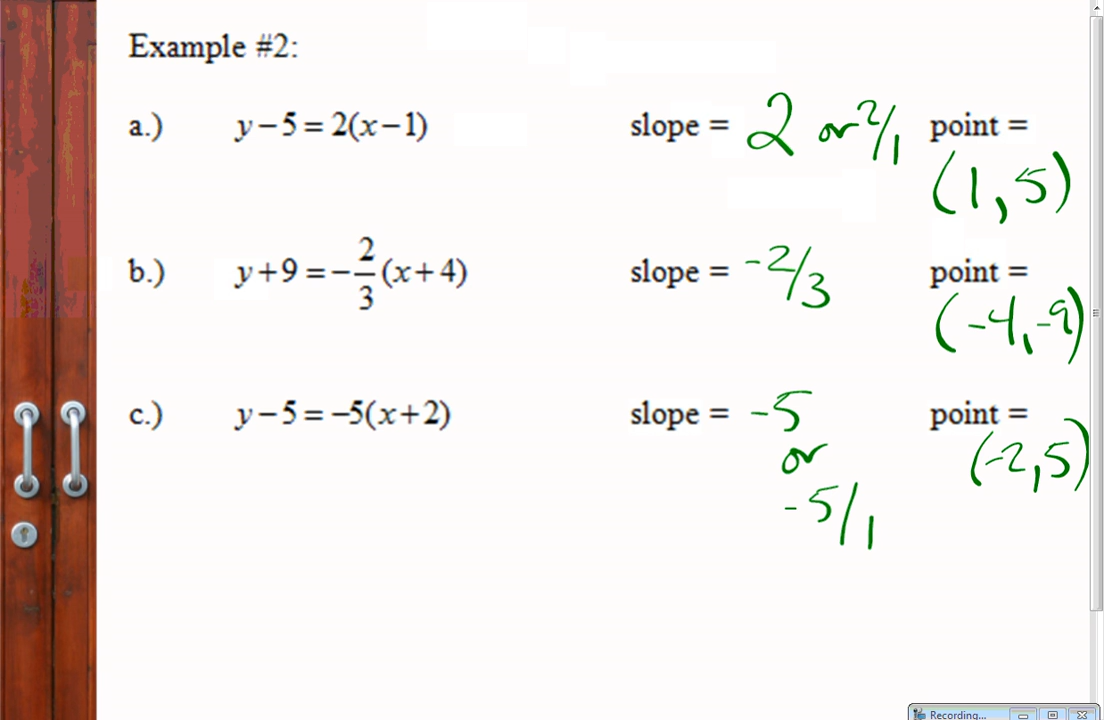 Example #2:
a.) y−5=2(x−1) slope = 2 or 2/1 point =
(1,5)
b.) y+9=−2/3(x+4) slope = -2/3 point =
(-4,-9)
c.) y−5=−5(x+2) slope = -5 point =
or (-2,5)
-5/1
Recording...